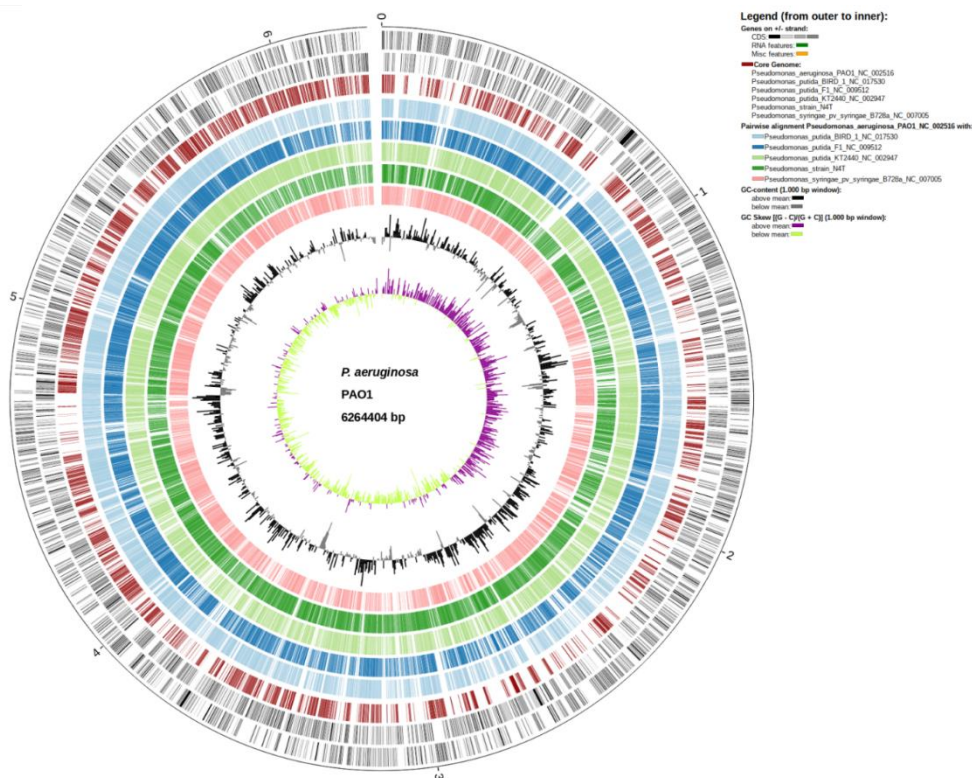 Legend (from outer to inner):
Genes on +/- strand:
CDS:
RNA features:
Misc features:
Core Genome:
Pseudomonas_aeruginosa_PAO1_NC_002516
Pseudomonas_putida_BIRD_1_NC_017530
Pseudomonas_putida_F1_NC_009512
Pseudomonas_putida_KT2440_NC_002947
Pseudomonas_strain_N4T
Pseudomonas_syringae_pv_syringae_B728a_NC_007005
Pairwise alignment Pseudomonas_aeruginosa_PAO1_NC_002516 with:
Pseudomonas_putida_BIRD_1_NC_017530
Pseudomonas_putida_F1_NC_009512
Pseudomonas_putida_KT2440_NC_002947
Pseudomonas_strain_N4T
Pseudomonas_syringae_pv_syringae_B728a_NC_007005
GC-content (1.000 bp window):
above mean:
below mean:
GC Skew [(G - C)/(G + C)] (1.000 bp window):
above mean:
below mean:
0
1
2
3
4
5
6
P. aeruginosa
PAO1
6264404 bp